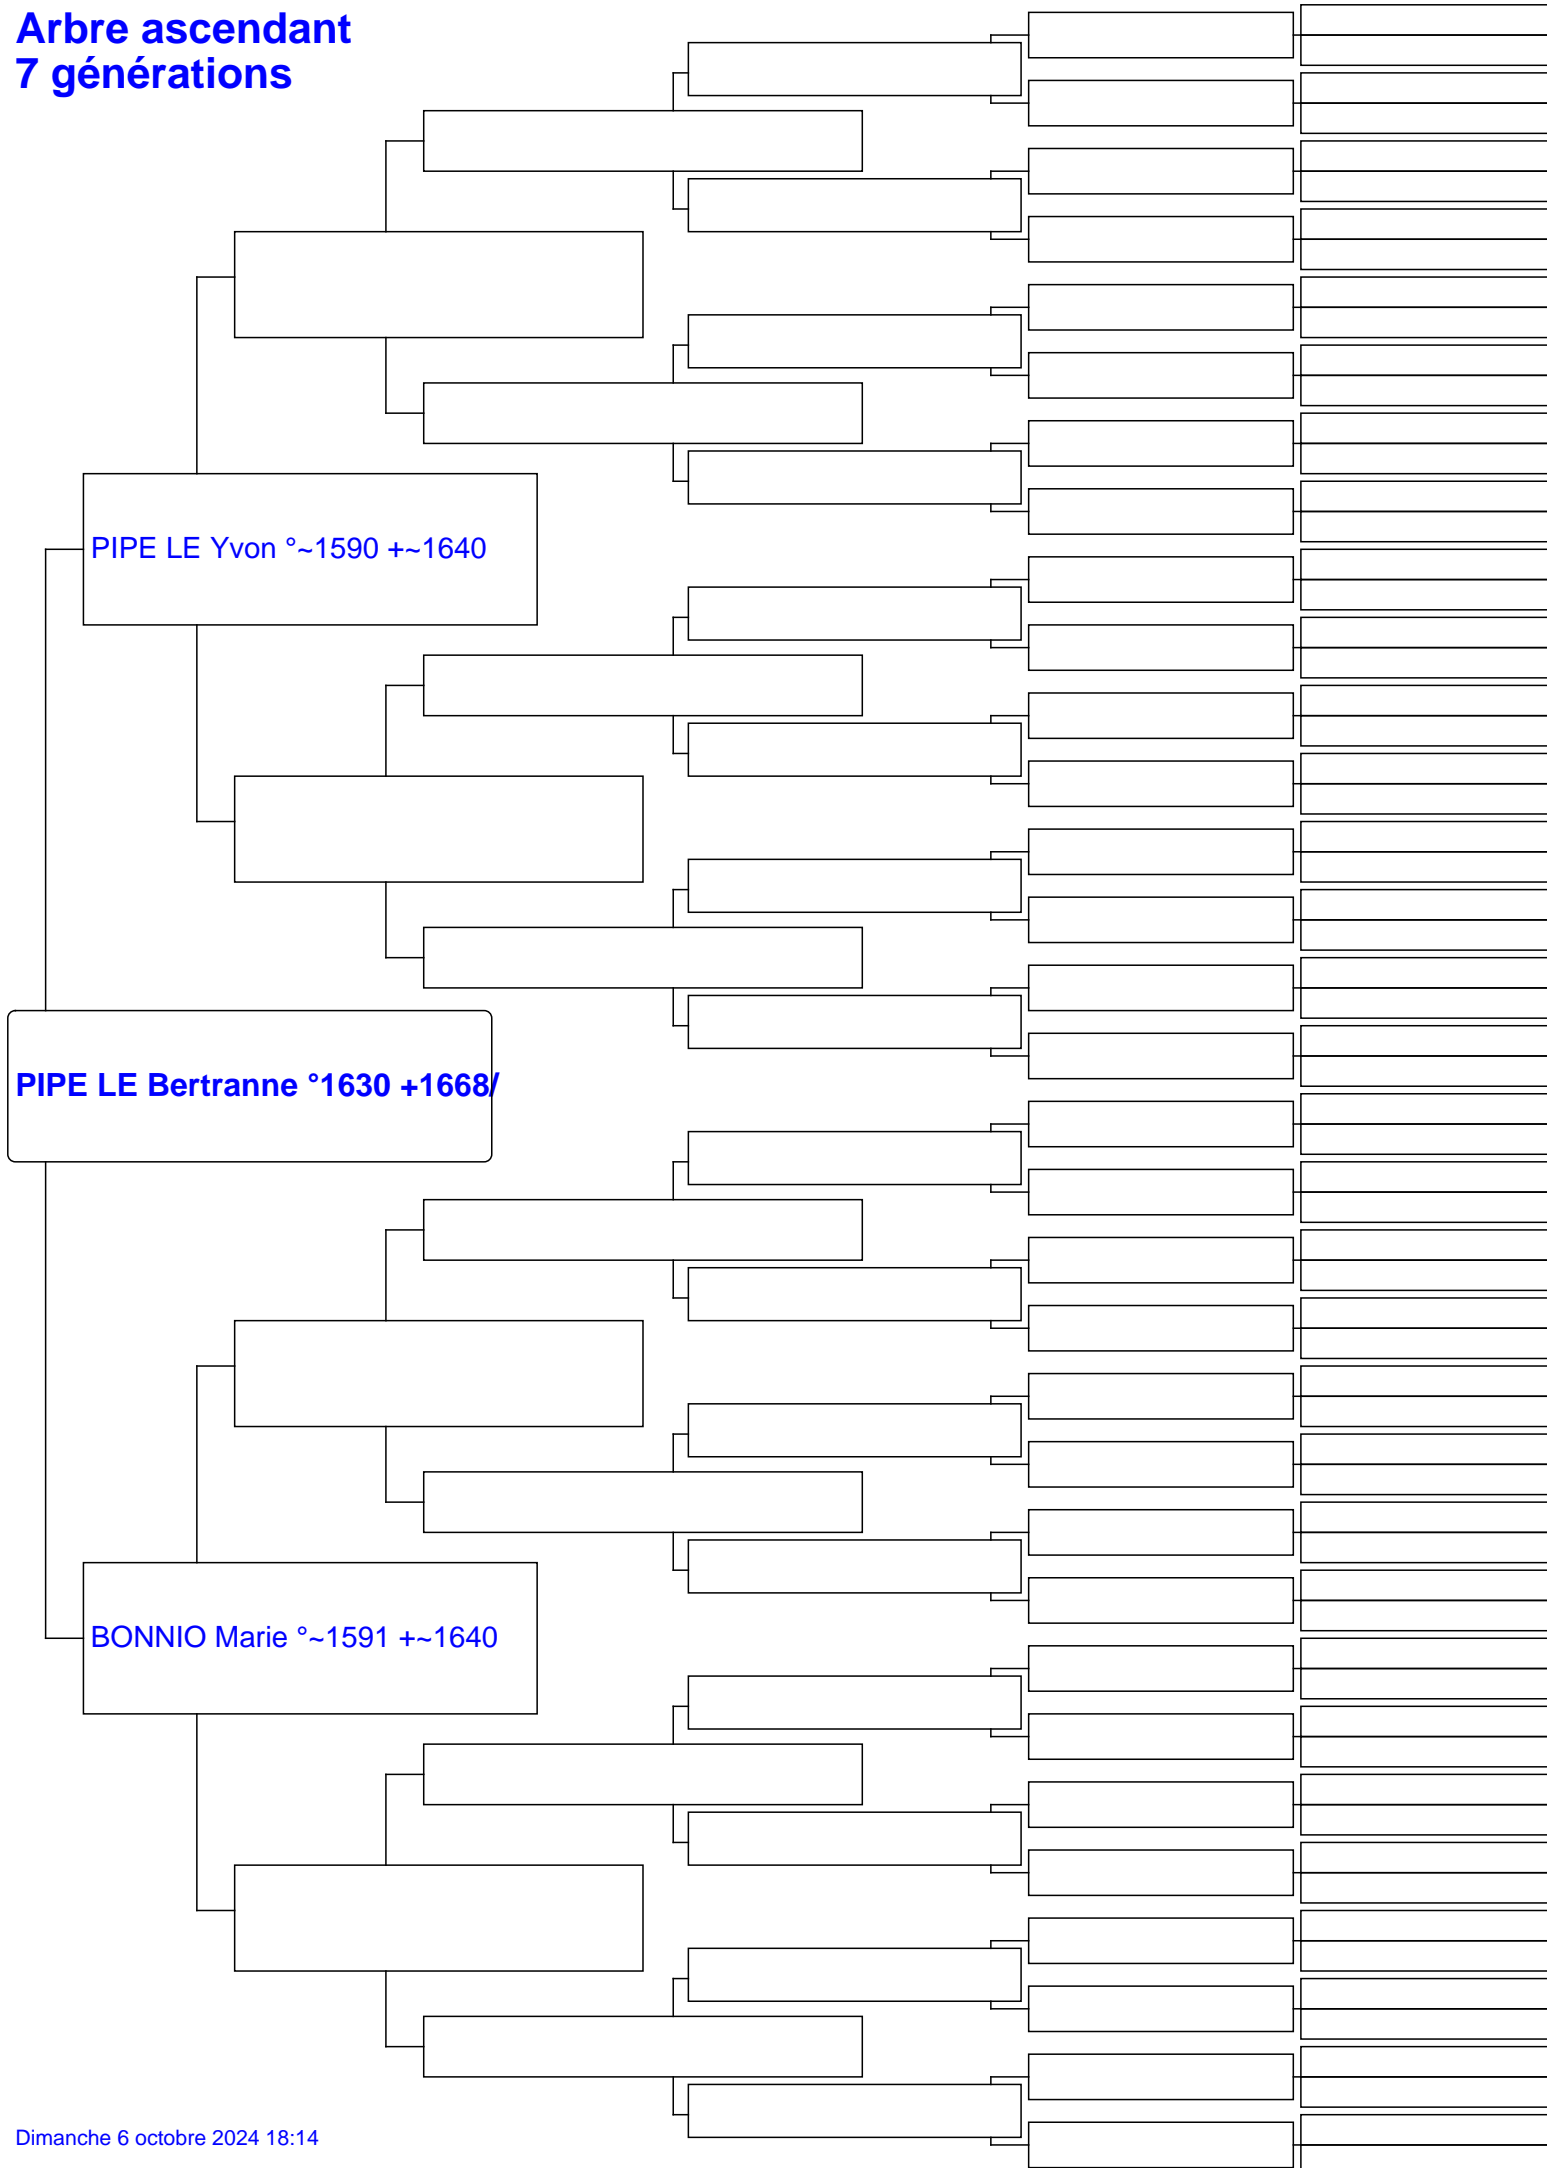 Arbre ascendant
7 générations
PIPE LE Yvon °~1590 +~1640
PIPE LE Bertranne °1630 +1668/
BONNIO Marie °~1591 +~1640
Dimanche 6 octobre 2024 18:14